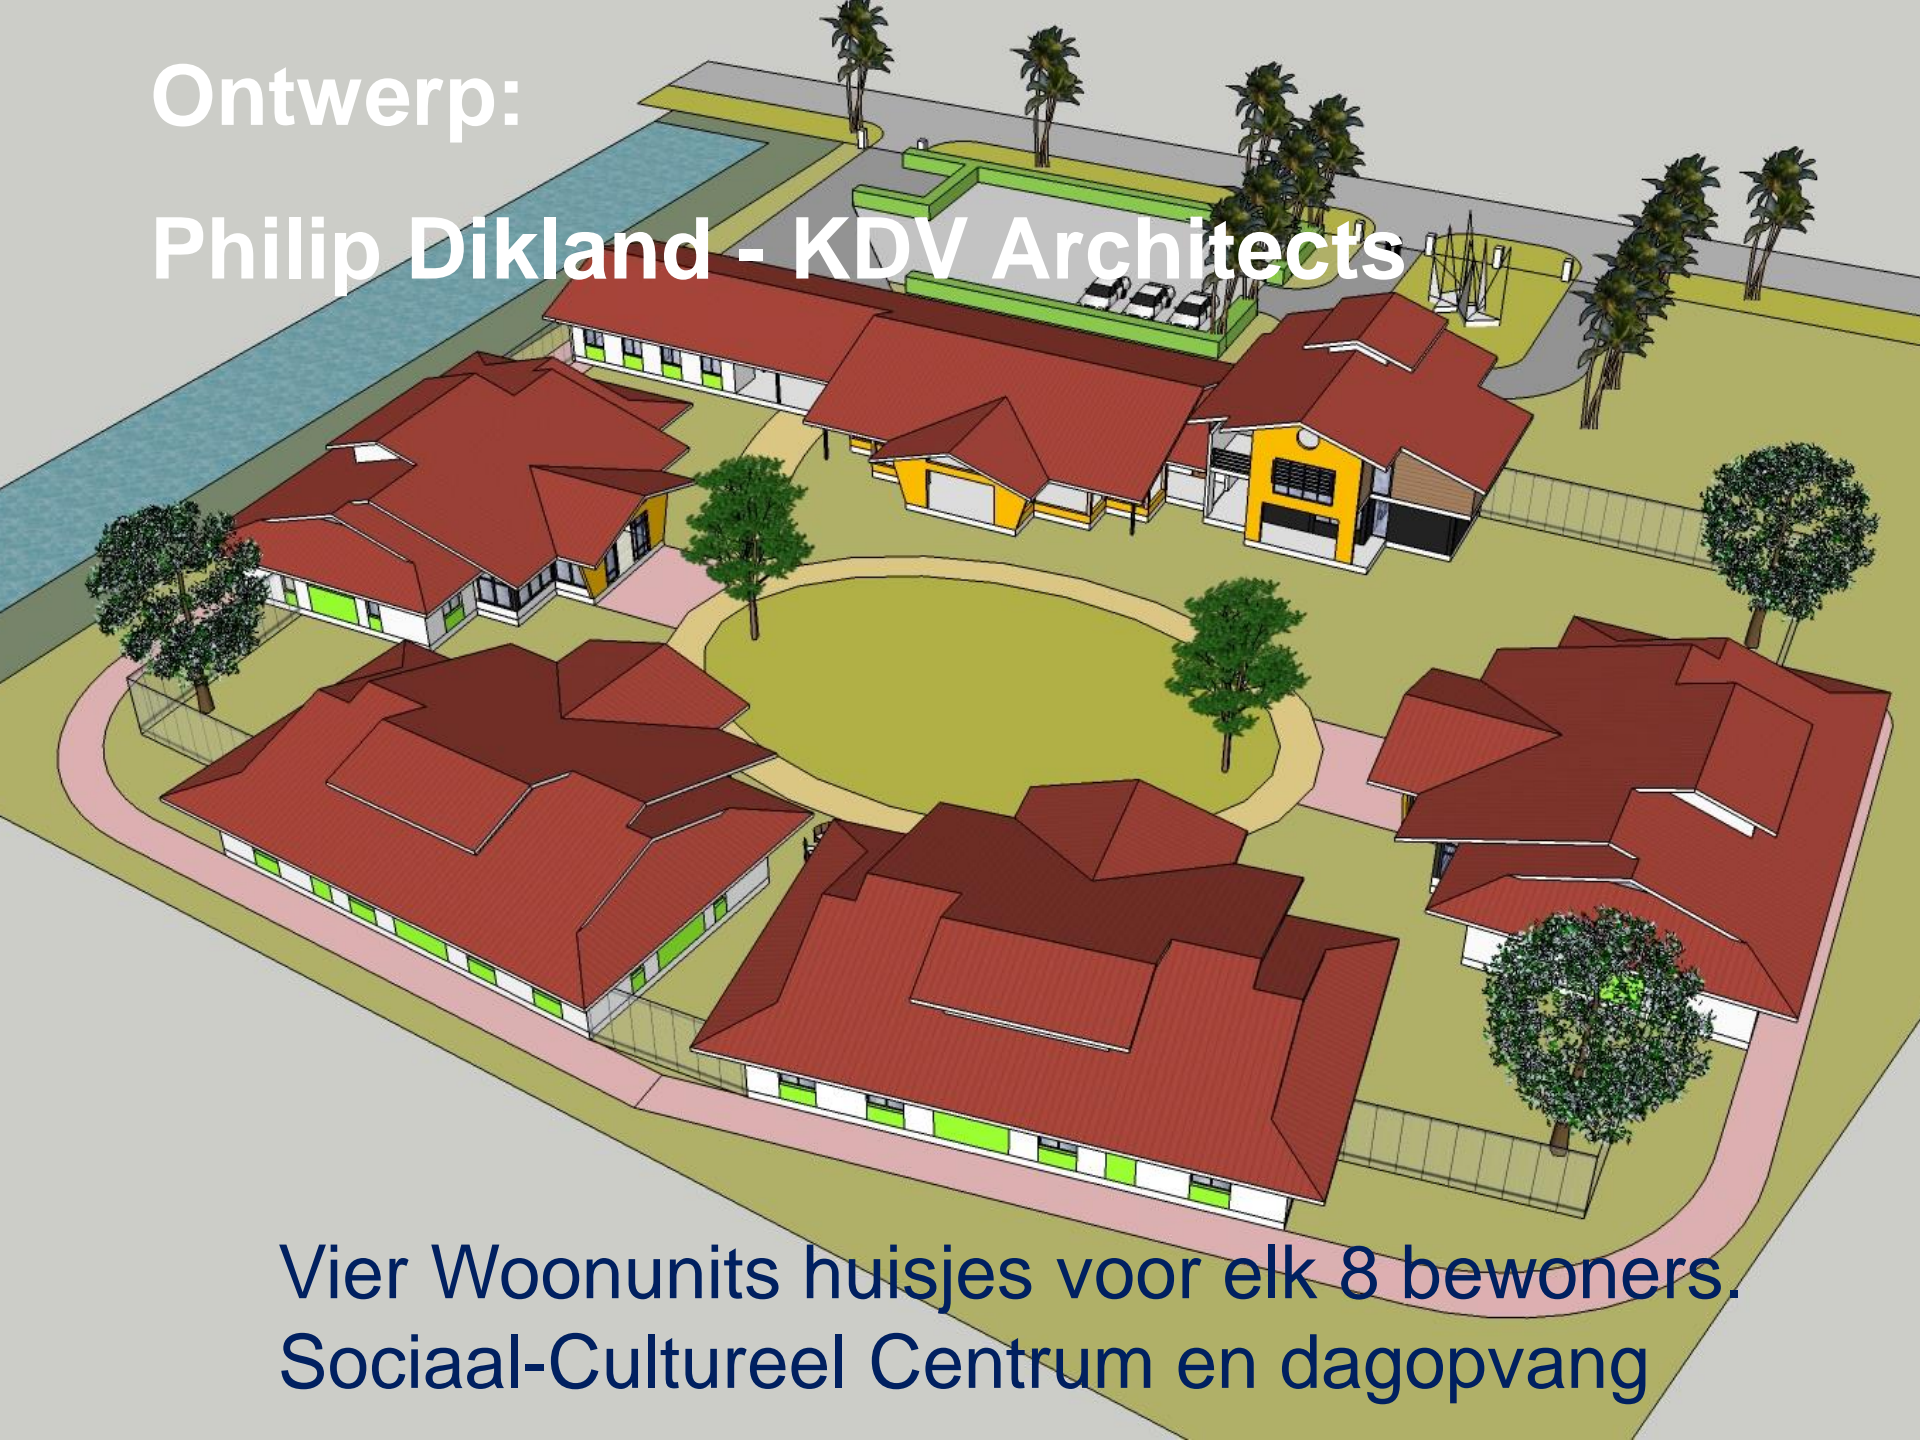 Ontwerp:
Philip Dikland - KDV Architects
Vier Woonunits huisjes voor elk 8 bewoners.
Sociaal-Cultureel Centrum en dagopvang